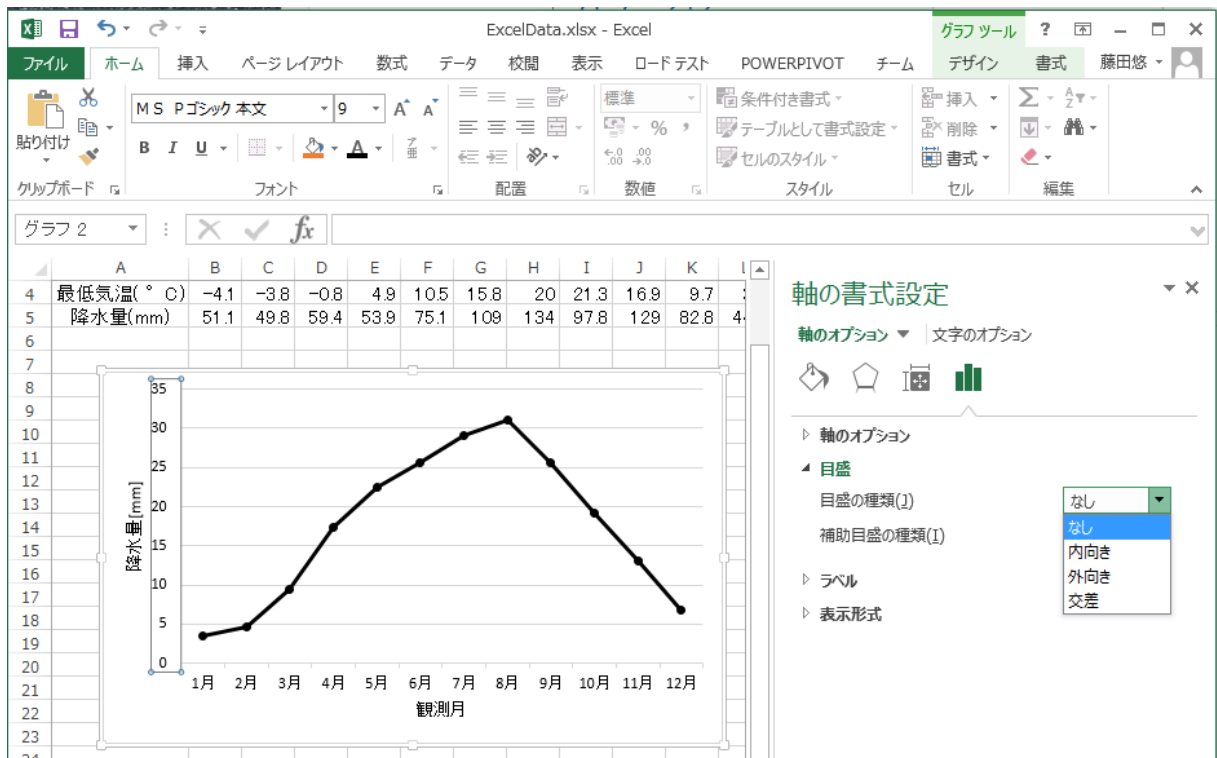 ExcelData.xlsx - Excel
グラフ ツール
?
ファイル ホーム 挿入 ページ レイアウト 数式 データ 校閲 表示 ロード テスト POWERPIVOT チーム デザイン 書式 藤田悠
貼り付け
ＭＳ Ｐゴシック 本文 9 A A
B I U A
標準
% ,
条件付き書式
テーブルとして書式設定
セルのスタイル
挿入
削除
書式
Σ
クリップボード フォント 配置 数値 スタイル セル 編集
グラフ 2
fx
A B C D E F G H I J K L
4 最低気温(°C) -4.1 -3.8 -0.8 4.9 10.5 15.8 20 21.3 16.9 9.7
5 降水量(mm) 51.1 49.8 59.4 53.9 75.1 109 134 97.8 129 82.8
6
7
8
9
10
11
12
13
14
15
16
17
18
19
20
21
22
23
24
35
30
25
20
15
10
5
0
降水量[mm]
1月 2月 3月 4月 5月 6月 7月 8月 9月 10月 11月 12月
観測月
軸の書式設定
軸のオプション 文字のオプション
軸のオプション
目盛
目盛の種類(J) なし
補助目盛の種類(I)
なし
内向き
外向き
交差
ラベル
表示形式